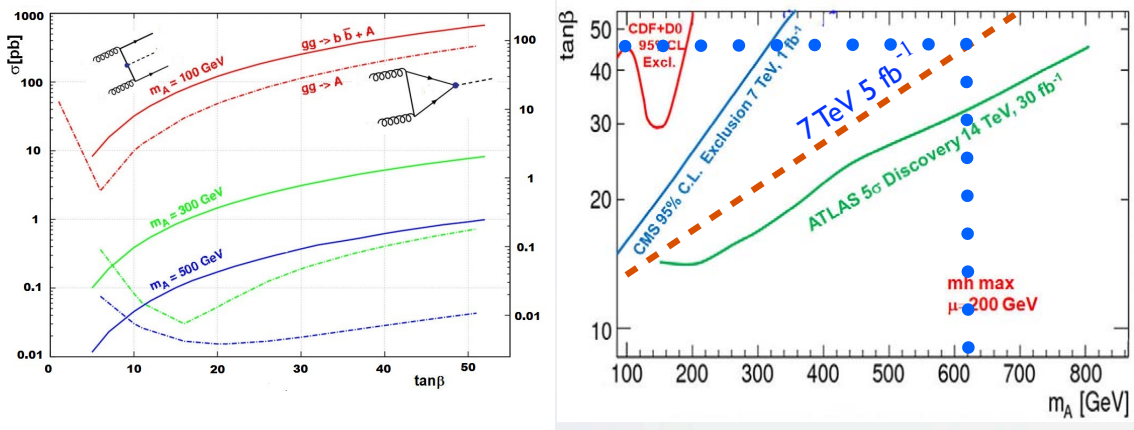 1000
100
10
1
0.1
0.01
σ[pb]
m_A = 100 GeV
gg -> b b̅ + A
gg -> A
m_A = 300 GeV
m_A = 500 GeV
100
10
1
0.1
0.01
0
10
20
30
40
50
tanβ
tanβ
50
40
30
20
10
CDF+D0
95% CL
Excl.
CMS 95% C.L. Exclusion 7 TeV, 1 fb⁻¹
7 TeV 5 fb⁻¹
ATLAS 5σ Discovery 14 TeV, 30 fb⁻¹
mh max
μ=200 GeV
100
200
300
400
500
600
700
800
m_A [GeV]